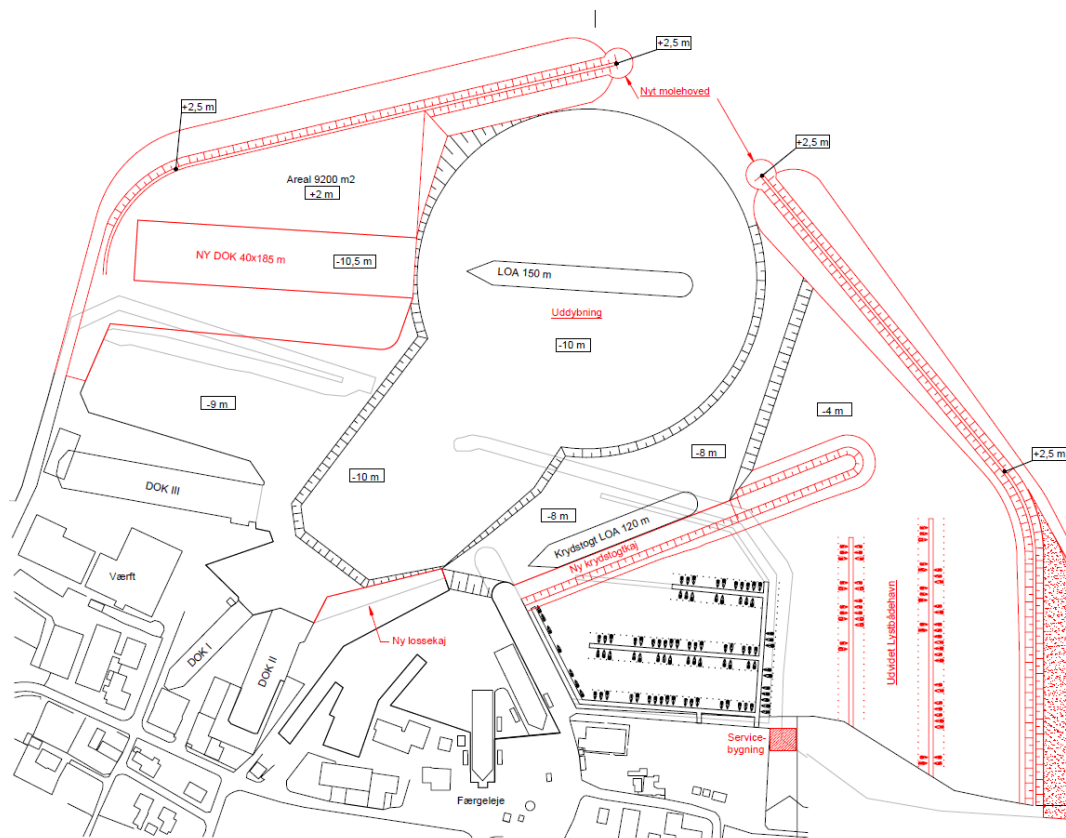 +2,5 m
Nyt molehoved
+2,5 m
+2,5 m
Areal 9200 m2
+2 m
NY DOK 40x185 m
-10,5 m
LOA 150 m
Uddybning
-10 m
-9 m
-4 m
-8 m
+2,5 m
-10 m
DOK III
-8 m
Krydstogt LOA 120 m
Ny krydstogtkaj
Værft
Ny lossekaj
DOK I
DOK II
Udvidet Lystbådehavn
Service-
bygning
Færgeleje